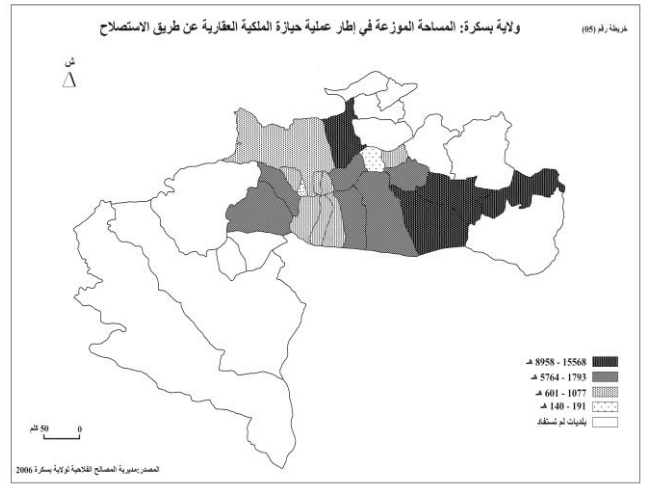 خريطة رقم (05)
ولاية بسكرة: المساحة الموزعة في إطار عملية حيازة الملكية العقارية عن طريق الاستصلاح
ش
8958 - 15568 هـ
5764 - 1793 هـ
601 - 1077 هـ
140 - 191 هـ
بلديات لم تستفاد
0 50 كلم
المصدر:مديرية المصالح الفلاحية لولاية بسكرة 2006